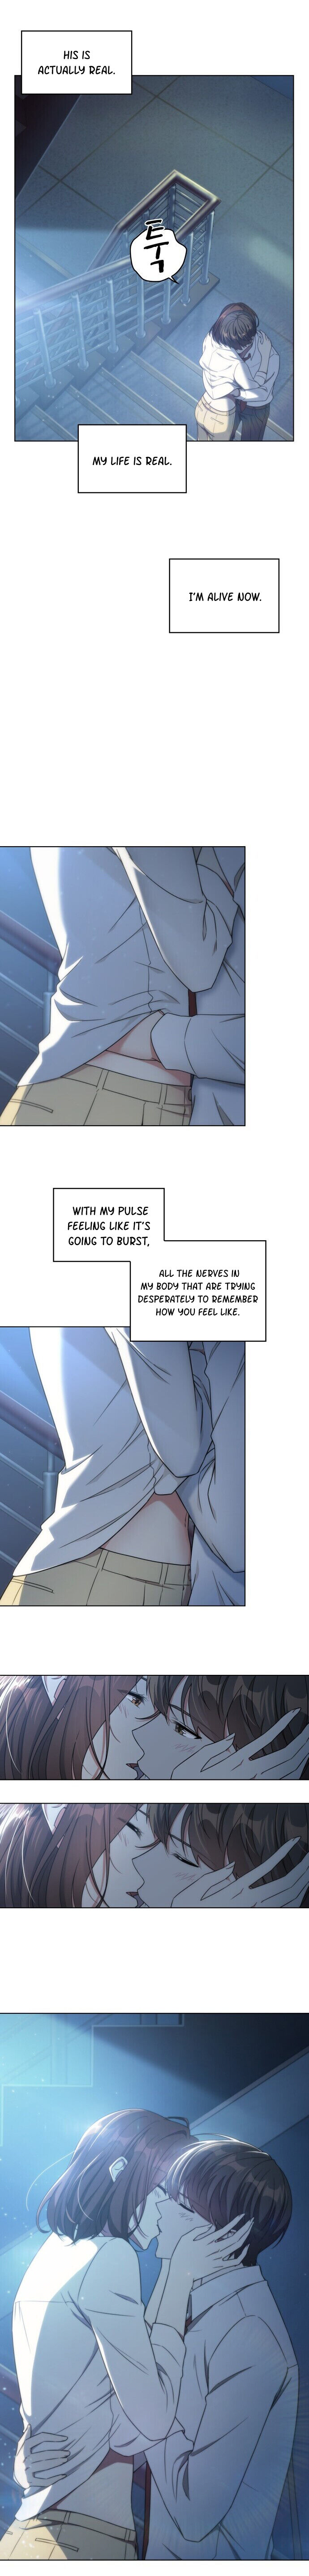 HIS IS
ACTUALLY REAL.
툭
MY LIFE IS REAL.
I'M ALIVE NOW.
WITH MY PULSE
FEELING LIKE IT'S
GOING TO BURST,
ALL THE NERVES IN
MY BODY THAT ARE TRYING
DESPERATELY TO REMEMBER
HOW YOU FEEL LIKE.